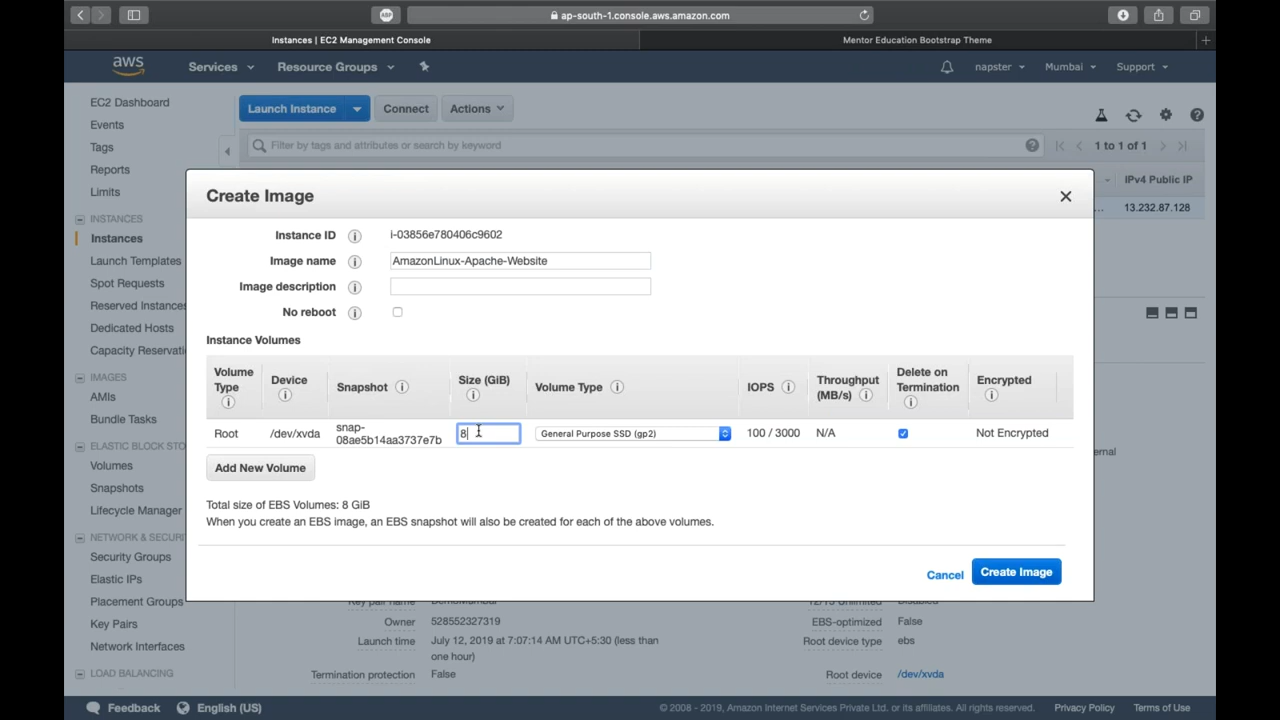 ABP
ap-south-1.console.aws.amazon.com
Instances | EC2 Management Console
Mentor Education Bootstrap Theme
aws
Services
Resource Groups
napster
Mumbai
Support
EC2 Dashboard
Events
Tags
Reports
Limits
INSTANCES
Instances
Launch Templates
Spot Requests
Reserved Instances
Dedicated Hosts
Capacity Reservati
IMAGES
AMIs
Bundle Tasks
ELASTIC BLOCK STO
Volumes
Snapshots
Lifecycle Manager
NETWORK & SECURI
Security Groups
Elastic IPs
Placement Groups
Key Pairs
Network Interfaces
LOAD BALANCING
Launch Instance
Connect
Actions
Filter by tags and attributes or search by keyword
1 to 1 of 1
IPv4 Public IP
... 13.232.87.128
Create Image
Instance ID i-03856e780406c9602
Image name AmazonLinux-Apache-Website
Image description
No reboot
Instance Volumes
Volume Type
Device
Snapshot
Size (GiB)
Volume Type
IOPS
Throughput (MB/s)
Delete on Termination
Encrypted
Root
/dev/xvda
snap-
08ae5b14aa3737e7b
8
General Purpose SSD (gp2)
100 / 3000
N/A
Not Encrypted
Add New Volume
Total size of EBS Volumes: 8 GiB
When you create an EBS image, an EBS snapshot will also be created for each of the above volumes.
Cancel
Create Image
ernal
Owner 528552327319
Launch time July 12, 2019 at 7:07:14 AM UTC+5:30 (less than
one hour)
Termination protection False
EBS-optimized False
Root device type ebs
Root device /dev/xvda
Feedback
English (US)
© 2008 - 2019, Amazon Internet Services Private Ltd. or its affiliates. All rights reserved.
Privacy Policy
Terms of Use